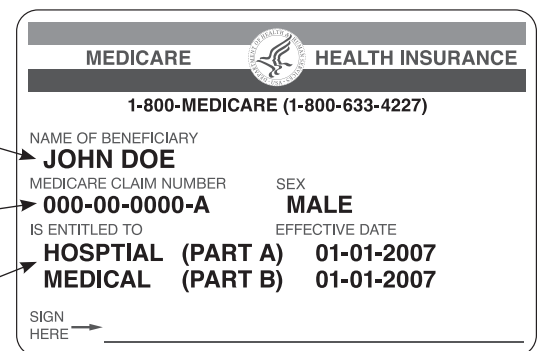 MEDICARE HEALTH INSURANCE
1-800-MEDICARE (1-800-633-4227)
NAME OF BENEFICIARY
JOHN DOE
MEDICARE CLAIM NUMBER SEX
000-00-0000-A MALE
IS ENTITLED TO EFFECTIVE DATE
HOSPTIAL (PART A) 01-01-2007
MEDICAL (PART B) 01-01-2007
SIGN
HERE